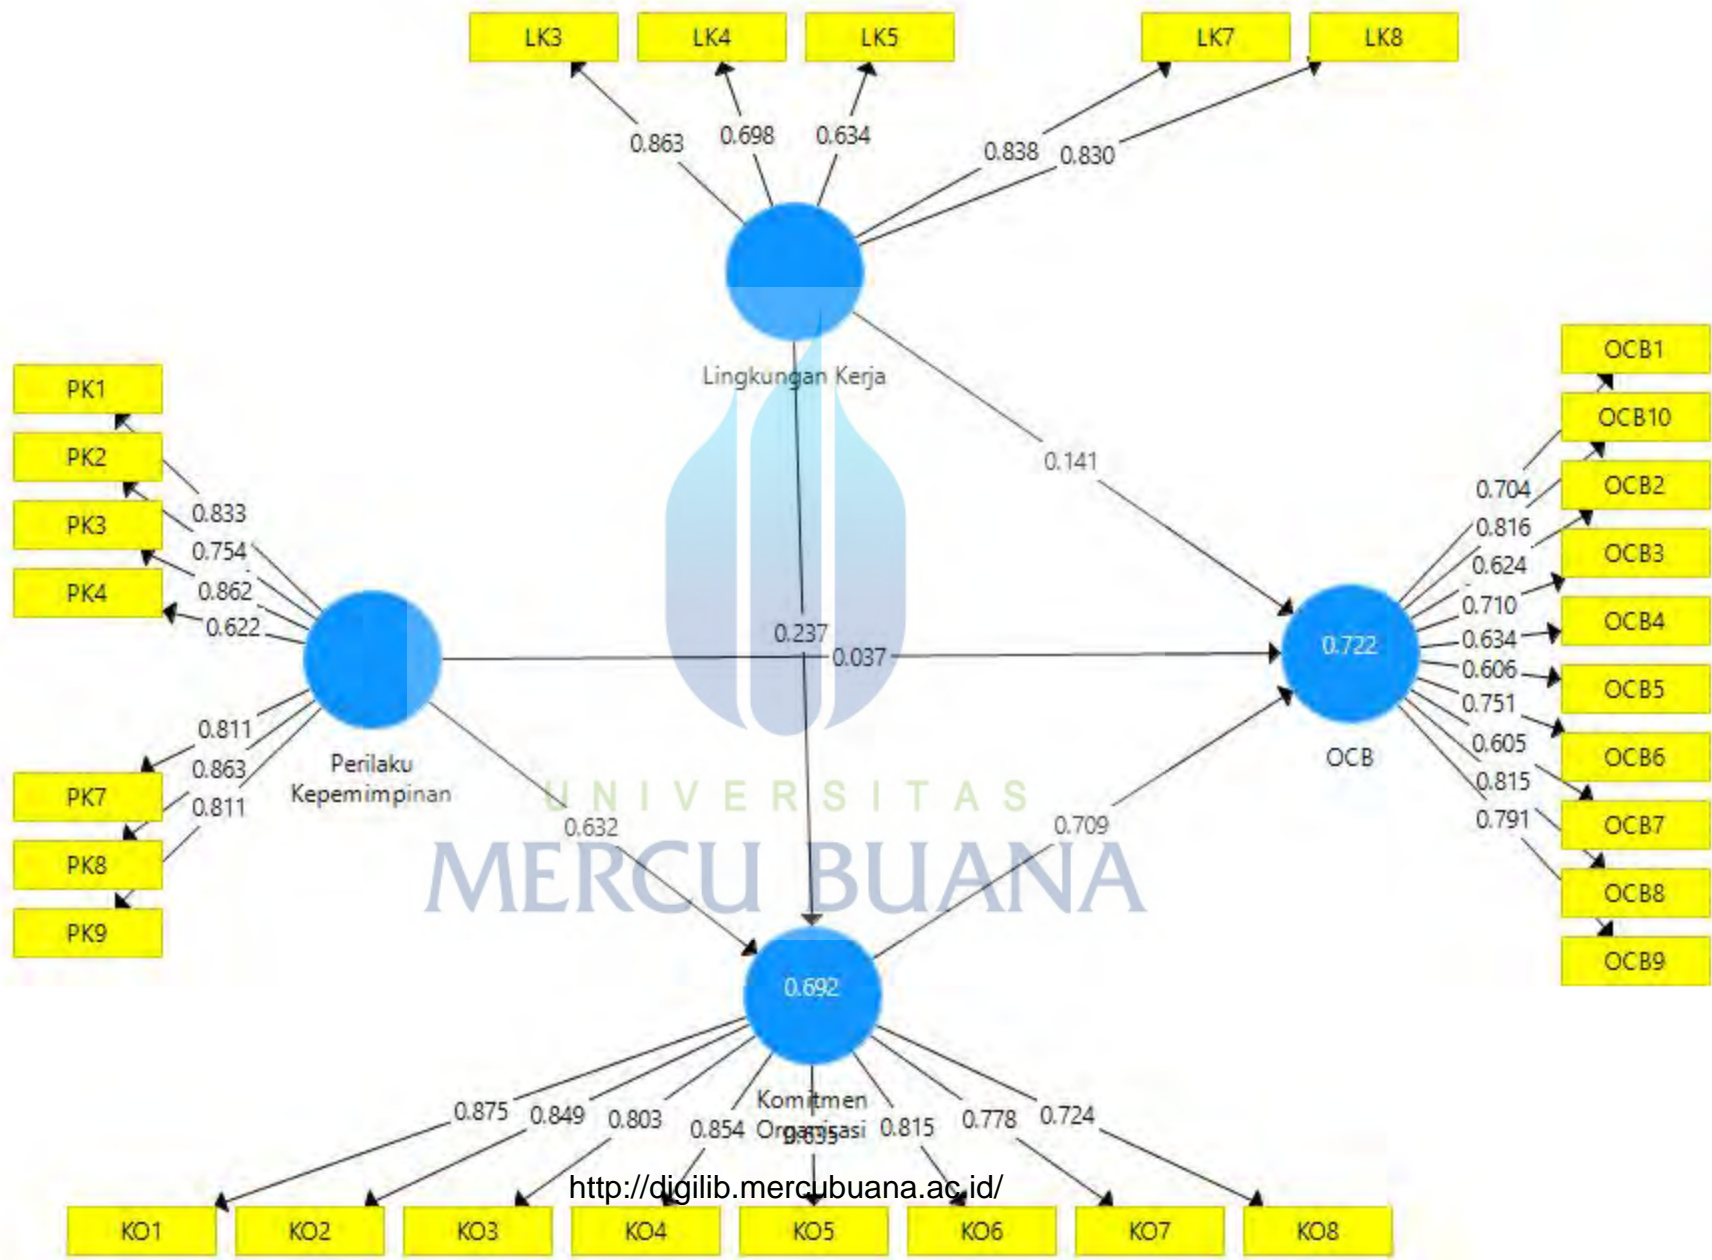 LK3 LK4 LK5 LK7 LK8
0.863 0.698 0.634 0.838 0.830
Lingkungan Kerja
PK1
PK2
PK3
PK4
0.833
0.754
0.862
0.622
0.811
0.863
0.811
PK7
PK8
PK9
Perilaku
Kepemimpinan
0.141
0.237
0.037
0.632
0.709
0.722
OCB
OCB1
OCB10
OCB2
OCB3
OCB4
OCB5
OCB6
OCB7
OCB8
OCB9
0.704
0.816
0.624
0.710
0.634
0.606
0.751
0.605
0.815
0.791
UNIVERSITAS
MERCU BUANA
0.692
Komitmen
Organisasi
0.875 0.849 0.803 0.854 0.815 0.778 0.724
http://digilib.mercubuana.ac.id/
KO1 KO2 KO3 KO4 KO5 KO6 KO7 KO8